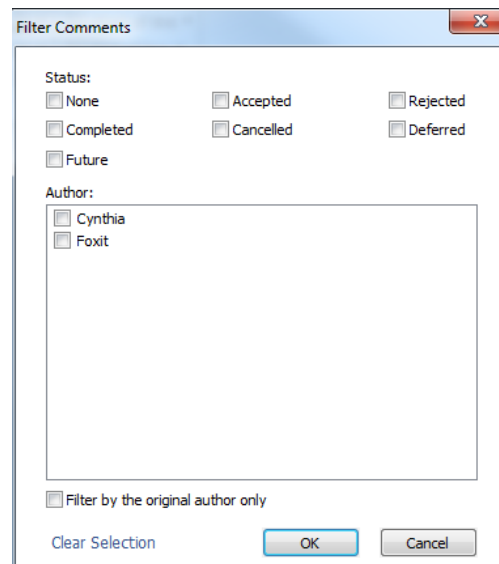 Filter Comments
Status:
None Accepted Rejected
Completed Cancelled Deferred
Future
Author:
Cynthia
Foxit
Filter by the original author only
Clear Selection OK Cancel